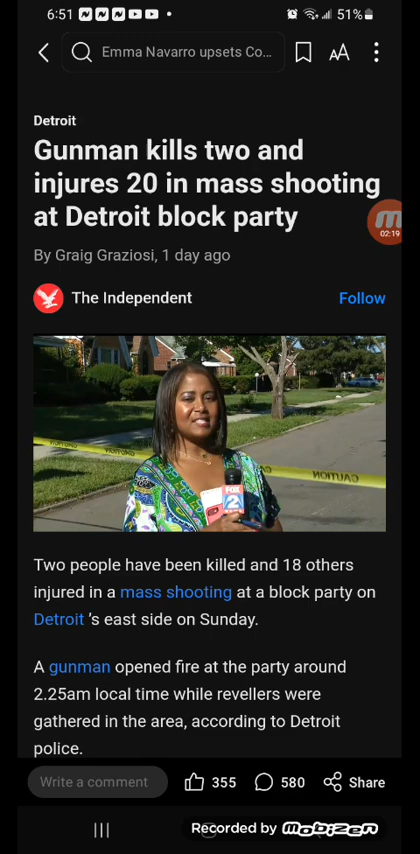 6:51
51%
Emma Navarro upsets Co...
AA
Detroit
Gunman kills two and
injures 20 in mass shooting
at Detroit block party
02:19
By Graig Graziosi, 1 day ago
The Independent
Follow
CAUTION
CAUTION
FOX
2
Two people have been killed and 18 others
injured in a mass shooting at a block party on
Detroit 's east side on Sunday.
A gunman opened fire at the party around
2.25am local time while revellers were
gathered in the area, according to Detroit
police.
Write a comment
355
580
Share
Recorded by Mobizen